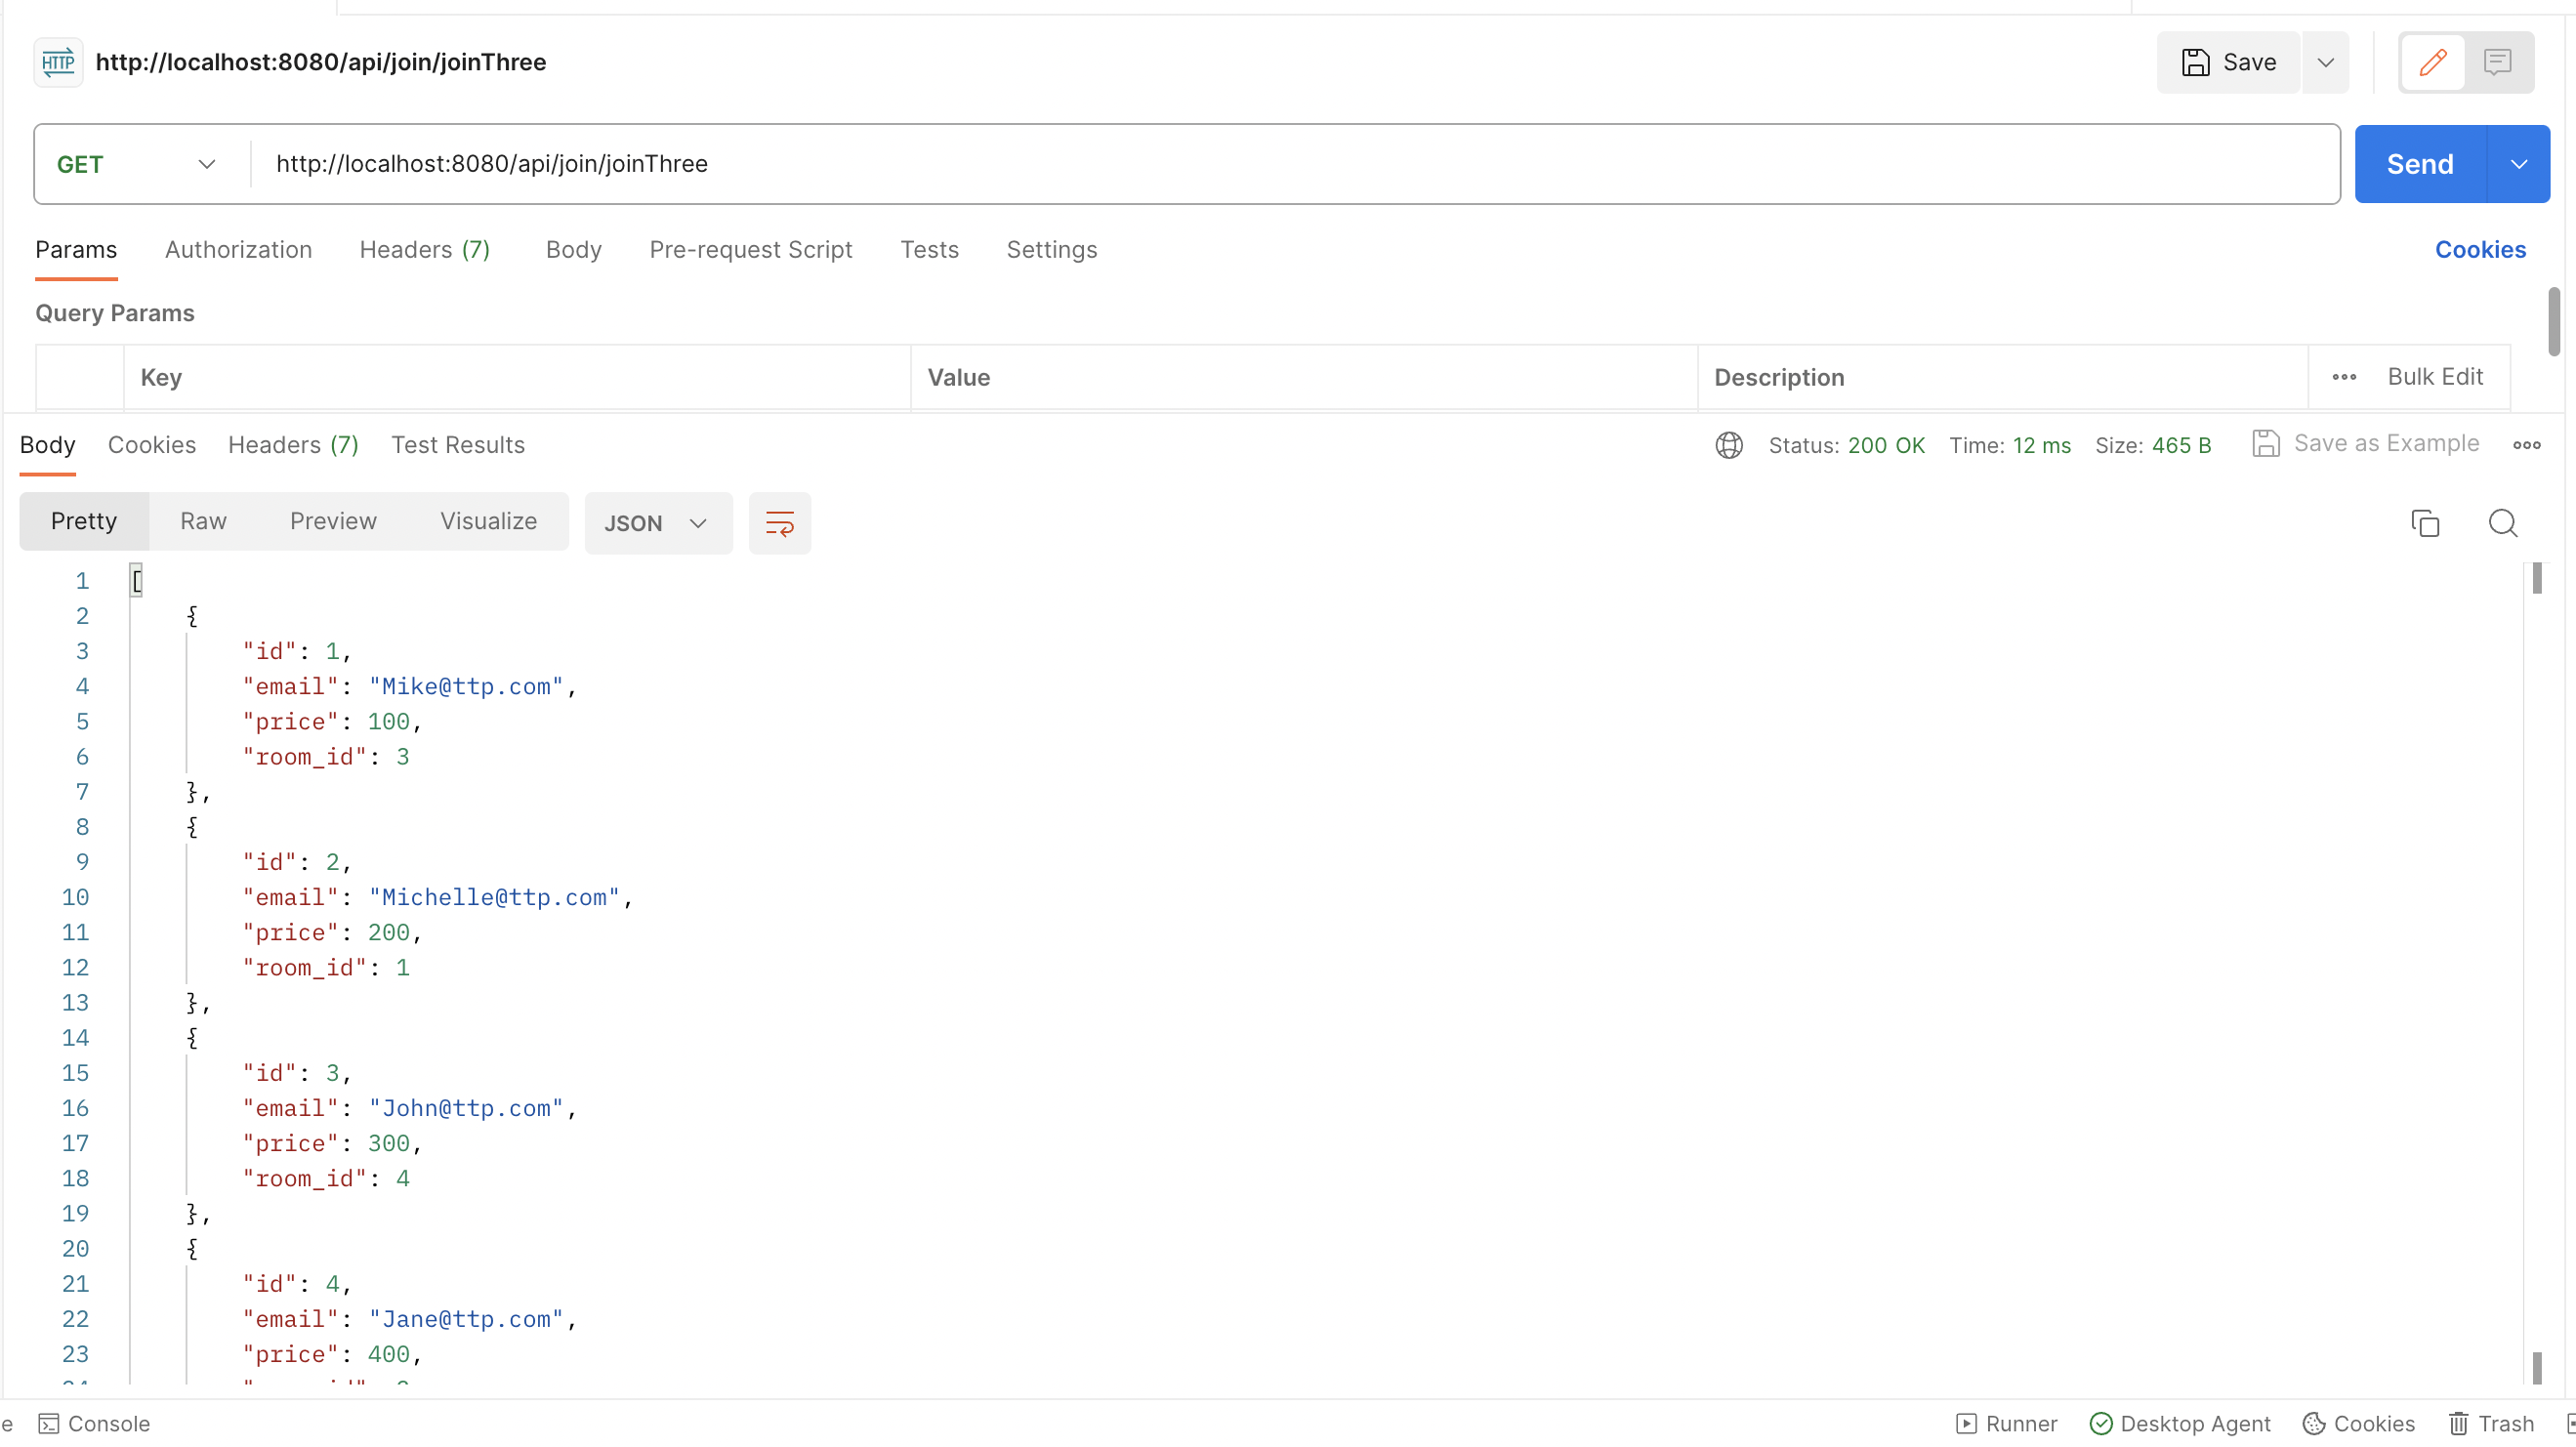 HTTP http://localhost:8080/api/join/joinThree Save
GET http://localhost:8080/api/join/joinThree Send
Params Authorization Headers (7) Body Pre-request Script Tests Settings Cookies
Query Params
Key Value Description Bulk Edit
Body Cookies Headers (7) Test Results Status: 200 OK Time: 12 ms Size: 465 B Save as Example
Pretty Raw Preview Visualize JSON
1 [
2 {
3 "id": 1,
4 "email": "Mike@ttp.com",
5 "price": 100,
6 "room_id": 3
7 },
8 {
9 "id": 2,
10 "email": "Michelle@ttp.com",
11 "price": 200,
12 "room_id": 1
13 },
14 {
15 "id": 3,
16 "email": "John@ttp.com",
17 "price": 300,
18 "room_id": 4
19 },
20 {
21 "id": 4,
22 "email": "Jane@ttp.com",
23 "price": 400,
e Console Runner Desktop Agent Cookies Trash